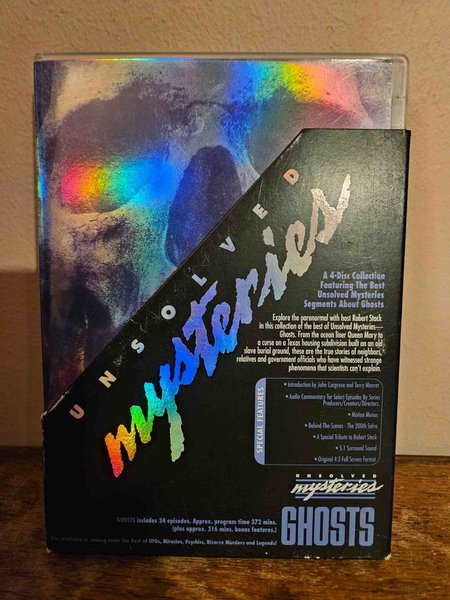 UNSOLVED
mysteries
A 4-Disc Collection
Featuring The Best
Unsolved Mysteries
Segments About Ghosts
Explore the paranormal with host Robert Stack
in this collection of the best of Unsolved Mysteries—
Ghosts. From the ocean liner Queen Mary to
a curse on a Texas housing subdivision built on an old
slave burial ground, these are the true stories of neighbors,
relatives and government officials who have witnessed strange
phenomena that scientists can't explain.
SPECIAL FEATURES
• Introduction by John Cosgrove and Terry Meurer
• Audio Commentary for Select Episodes By Series
Producers/Creators/Directors
• Motion Menus
• Behind-The-Scenes - The 200th Solve
• A Special Tribute to Robert Stack
• 5.1 Surround Sound
• Original 4:3 Full Screen Format
UNSOLVED
mysteries
GHOSTS
GHOSTS includes 34 episodes. Approx. program time 372 mins.
(plus approx. 216 mins. bonus features.)
Also available or coming soon: The Best of UFOs, Miracles, Psychics, Bizarre Murders and Legends!